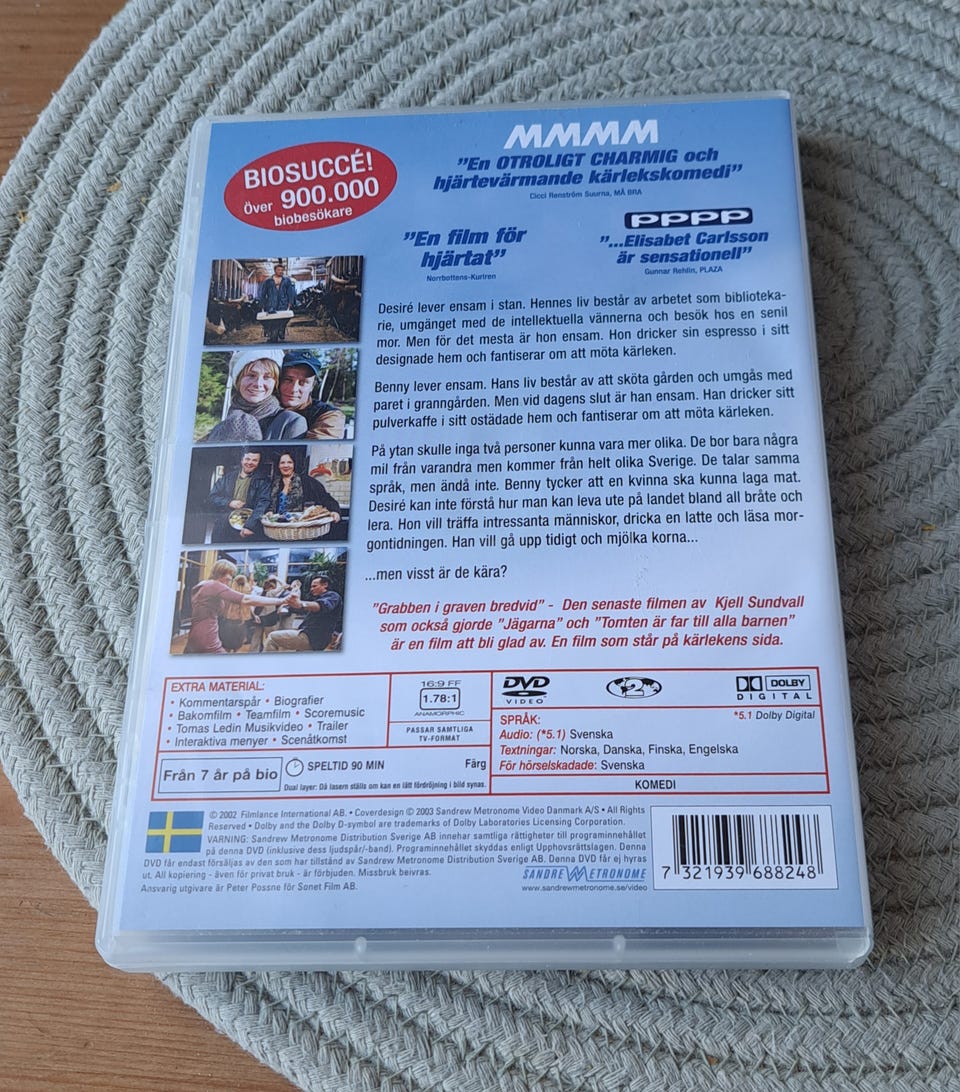 BIOSUCCÉ!
Över 900.000
biobesökare
MMMM
”En OTROLIGT CHARMIG och
hjärtevärmande kärlekskomedi”
Cicci Renström Suurna, MÅ BRA
”En film för
hjärtat”
Norrbottens-Kuriren
PPPP
”...Elisabet Carlsson
är sensationell”
Gunnar Rehlin, PLAZA
Desiré lever ensam i stan. Hennes liv består av arbetet som biblioteka-
rie, umgänget med de intellektuella vännerna och besök hos en senil
mor. Men för det mesta är hon ensam. Hon dricker sin espresso i sitt
designade hem och fantiserar om att möta kärleken.
Benny lever ensam. Hans liv består av att sköta gården och umgås med
paret i granngården. Men vid dagens slut är han ensam. Han dricker sitt
pulverkaffe i sitt ostädade hem och fantiserar om att möta kärleken.
På ytan skulle inga två personer kunna vara mer olika. De bor bara några
mil från varandra men kommer från helt olika Sverige. De talar samma
språk, men ändå inte. Benny tycker att en kvinna ska kunna laga mat.
Desiré kan inte förstå hur man kan leva ute på landet bland all bråte och
lera. Hon vill träffa intressanta människor, dricka en latte och läsa mor-
gontidningen. Han vill gå upp tidigt och mjölka korna...
...men visst är de kära?
”Grabben i graven bredvid” - Den senaste filmen av Kjell Sundvall
som också gjorde ”Jägarna” och ”Tomten är far till alla barnen”
är en film att bli glad av. En film som står på kärlekens sida.
EXTRA MATERIAL:
• Kommentarspår • Biografier
• Bakomfilm • Teamfilm • Scoremusic
• Tomas Ledin Musikvideo • Trailer
• Interaktiva menyer • Scenåtkomst
16:9 FF
1.78:1
ANAMORPHIC
PASSAR SAMTLIGA
TV-FORMAT
DVD
VIDEO
2
DOLBY
DIGITAL
*5.1 Dolby Digital
SPRÅK:
Audio: (*5.1) Svenska
Textningar: Norska, Danska, Finska, Engelska
För hörselskadade: Svenska
KOMEDI
Från 7 år på bio
SPELTID 90 MIN
Färg
Dual layer: Då lasern ställs om kan en lätt fördröjning i bild synas.
© 2002 Filmlance International AB. • Coverdesign © 2003 Sandrew Metronome Video Danmark A/S • All Rights
Reserved • Dolby and the Dolby D-symbol are trademarks of Dolby Laboratories Licensing Corporation.
VARNING: Sandrew Metronome Distribution Sverige AB innehar samtliga rättigheter till programinnehållet
på denna DVD (inklusive dess ljudspår/-band). Programinnehållet skyddas enligt Upphovsrättslagen. Denna
DVD får endast försäljas av den som har tillstånd av Sandrew Metronome Distribution Sverige AB. Denna DVD får ej hyras
ut. All kopiering - även för privat bruk - är förbjuden. Missbruk beivras.
Ansvarig utgivare är Peter Possne för Sonet Film AB.
SANDREW METRONOME
www.sandrewmetronome.se/video
7 321939 688248